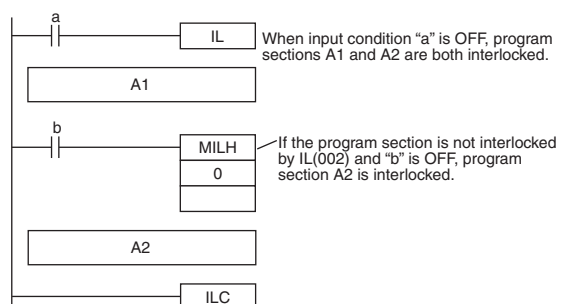 a
IL
When input condition “a” is OFF, program
sections A1 and A2 are both interlocked.
A1
b
MILH
0
If the program section is not interlocked
by IL(002) and “b” is OFF, program
section A2 is interlocked.
A2
ILC